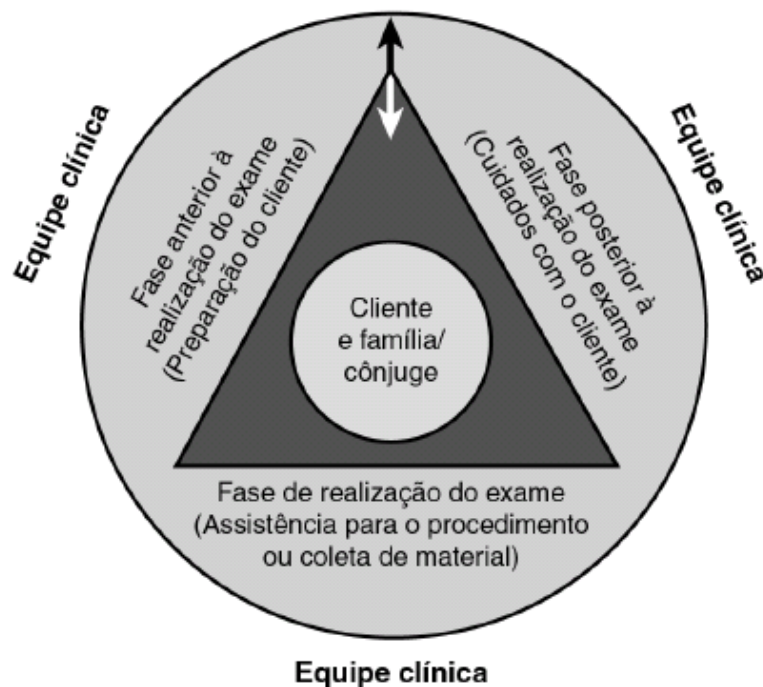 Equipe clínica
Fase anterior à
realização do exame
(Preparação do cliente)
Cliente
e família/
cônjuge
Fase posterior à
realização do exame
(Cuidados com o cliente)
Equipe clínica
Fase de realização do exame
(Assistência para o procedimento
ou coleta de material)
Equipe clínica